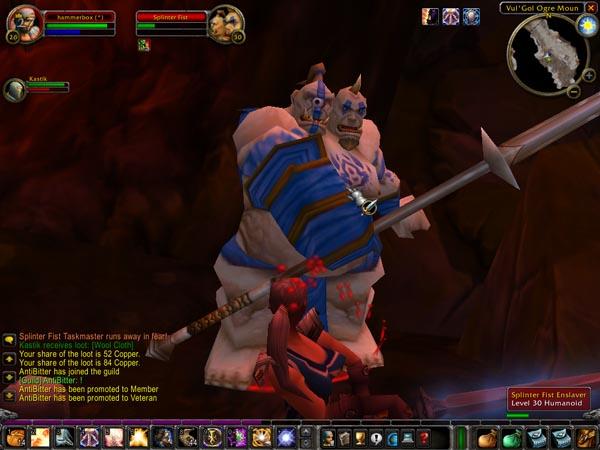 hammerbox (*)
26
Splinter Fist
30
Vul'Gol Ogre Moun
N
Kastik
Splinter Fist Taskmaster runs away in fear!
Kastik receives loot: [Wool Cloth]
Your share of the loot is 52 Copper.
Your share of the loot is 84 Copper.
AntiBitter has joined the guild
[Guild] AntiBitter: !
AntiBitter has been promoted to Member
AntiBitter has been promoted to Veteran
Splinter Fist Enslaver
Level 30 Humanoid